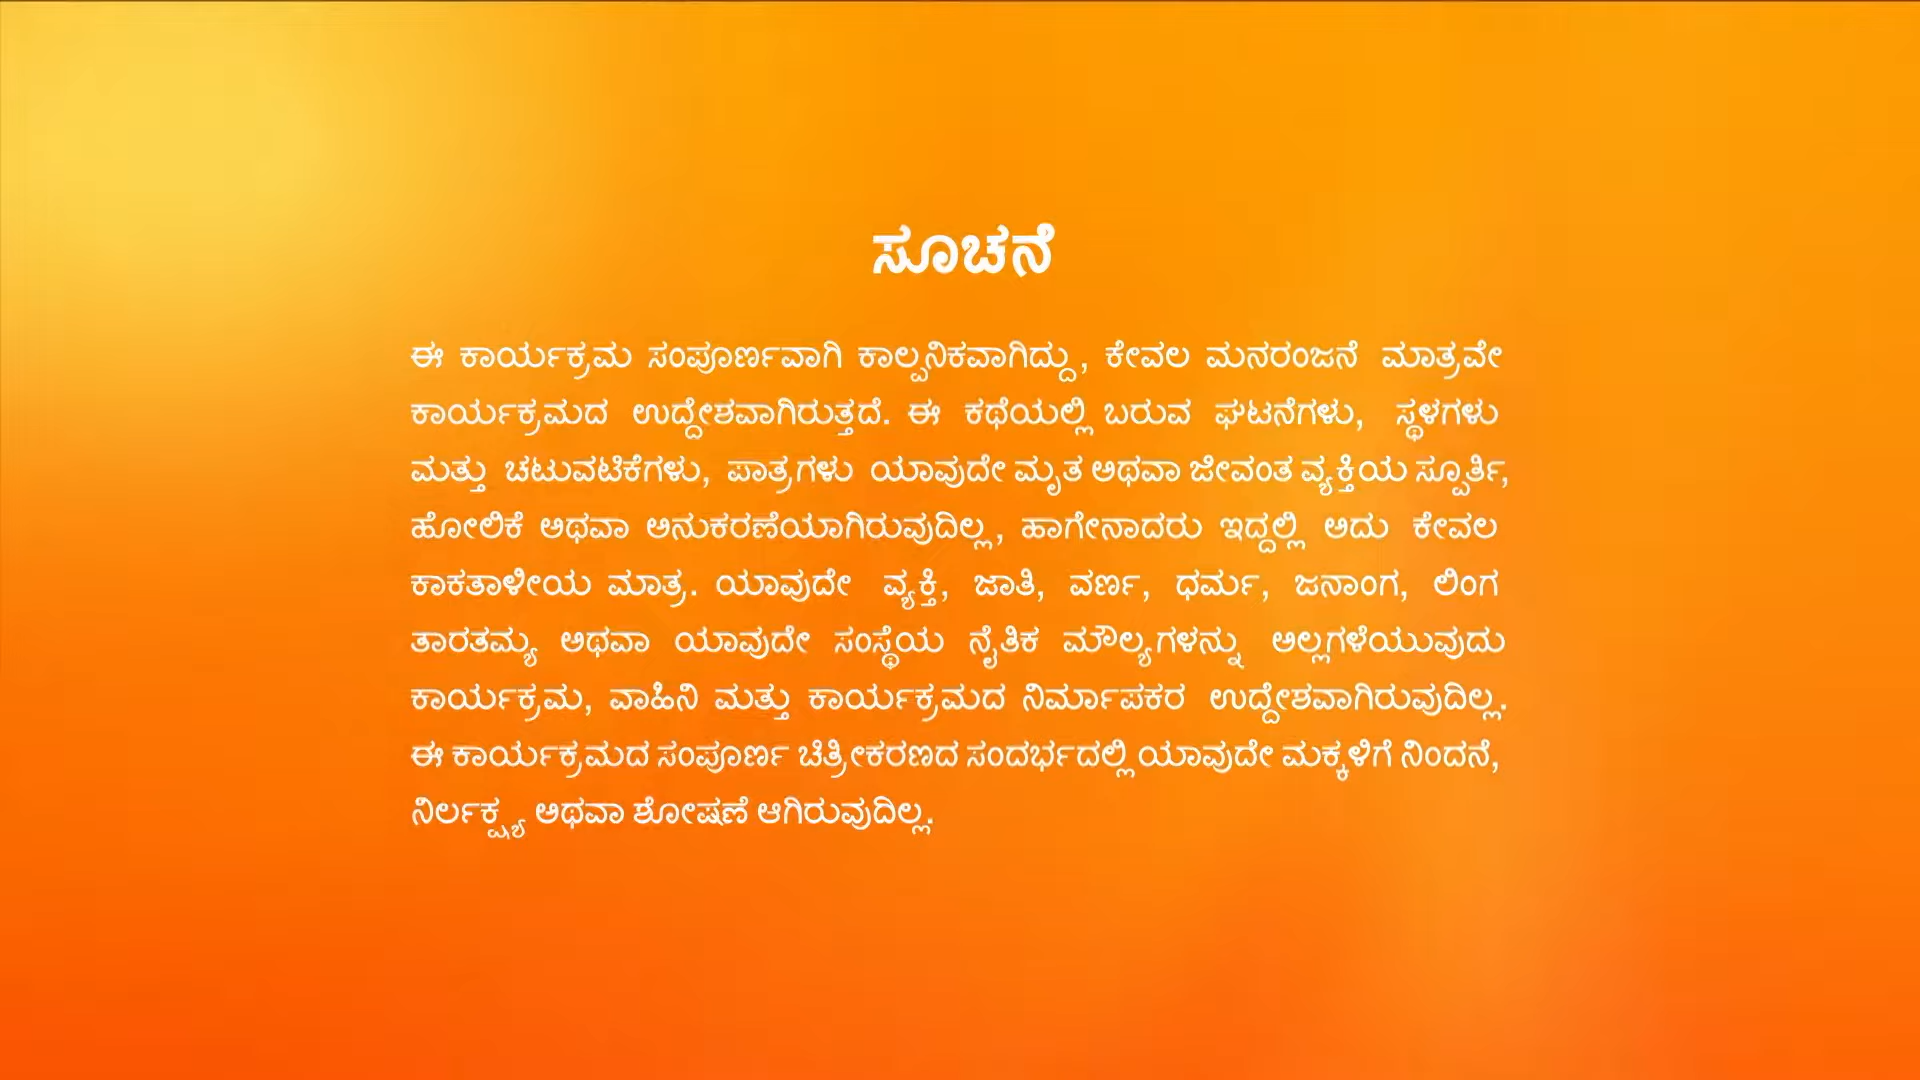 ಸೂಚನೆ
ಈ ಕಾರ್ಯಕ್ರಮ ಸಂಪೂರ್ಣವಾಗಿ ಕಾಲ್ಪನಿಕವಾಗಿದ್ದು, ಕೇವಲ ಮನರಂಜನೆ ಮಾತ್ರವೇ
ಕಾರ್ಯಕ್ರಮದ ಉದ್ದೇಶವಾಗಿರುತ್ತದೆ. ಈ ಕಥೆಯಲ್ಲಿ ಬರುವ ಘಟನೆಗಳು, ಸ್ಥಳಗಳು
ಮತ್ತು ಚಟುವಟಿಕೆಗಳು, ಪಾತ್ರಗಳು ಯಾವುದೇ ಮೃತ ಅಥವಾ ಜೀವಂತ ವ್ಯಕ್ತಿಯ ಸ್ಪೂರ್ತಿ,
ಹೋಲಿಕೆ ಅಥವಾ ಅನುಕರಣೆಯಾಗಿರುವುದಿಲ್ಲ, ಹಾಗೇನಾದರು ಇದ್ದಲ್ಲಿ ಅದು ಕೇವಲ
ಕಾಕತಾಳೀಯ ಮಾತ್ರ. ಯಾವುದೇ ವ್ಯಕ್ತಿ, ಜಾತಿ, ವರ್ಣ, ಧರ್ಮ, ಜನಾಂಗ, ಲಿಂಗ
ತಾರತಮ್ಯ ಅಥವಾ ಯಾವುದೇ ಸಂಸ್ಥೆಯ ನೈತಿಕ ಮೌಲ್ಯಗಳನ್ನು ಅಲ್ಲಗಳೆಯುವುದು
ಕಾರ್ಯಕ್ರಮ, ವಾಹಿನಿ ಮತ್ತು ಕಾರ್ಯಕ್ರಮದ ನಿರ್ಮಾಪಕರ ಉದ್ದೇಶವಾಗಿರುವುದಿಲ್ಲ.
ಈ ಕಾರ್ಯಕ್ರಮದ ಸಂಪೂರ್ಣ ಚಿತ್ರೀಕರಣದ ಸಂದರ್ಭದಲ್ಲಿ ಯಾವುದೇ ಮಕ್ಕಳಿಗೆ ನಿಂದನೆ,
ನಿರ್ಲಕ್ಷ್ಯ ಅಥವಾ ಶೋಷಣೆ ಆಗಿರುವುದಿಲ್ಲ.